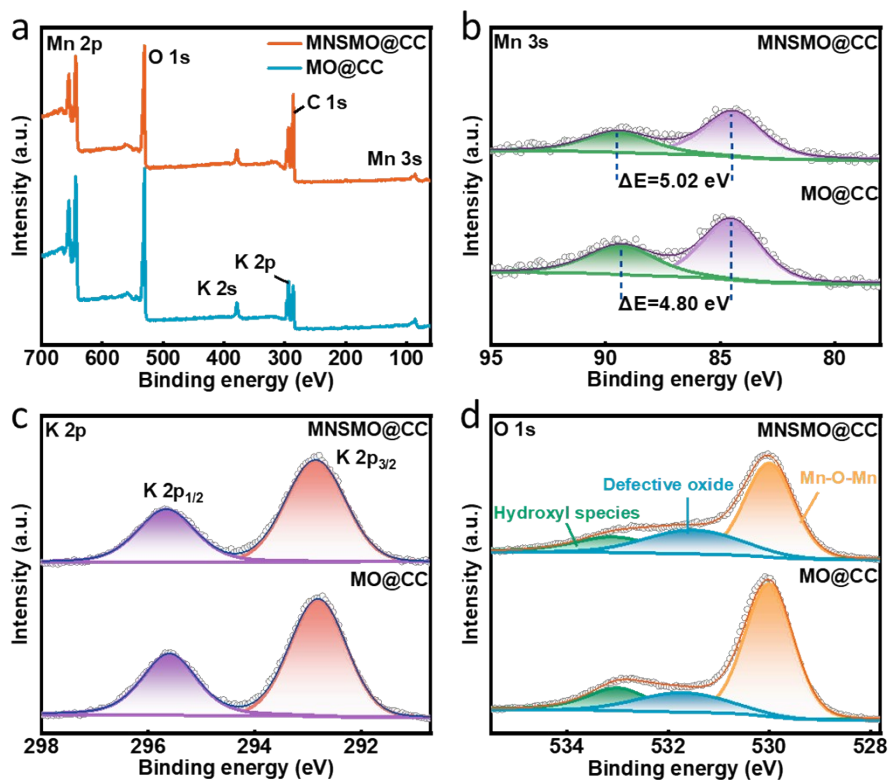 a
Mn 2p
O 1s
MNSMO@CC
MO@CC
C 1s
Mn 3s
K 2p
K 2s
Intensity (a.u.)
700 600 500 400 300 200 100
Binding energy (eV)
b
Mn 3s
MNSMO@CC
ΔE=5.02 eV
MO@CC
ΔE=4.80 eV
Intensity (a.u.)
95 90 85 80
Binding energy (eV)
c
K 2p
MNSMO@CC
K 2p3/2
K 2p1/2
MO@CC
Intensity (a.u.)
298 296 294 292
Binding energy (eV)
d
O 1s
MNSMO@CC
Mn-O-Mn
Defective oxide
Hydroxyl species
MO@CC
Intensity (a.u.)
534 532 530 528
Binding energy (eV)